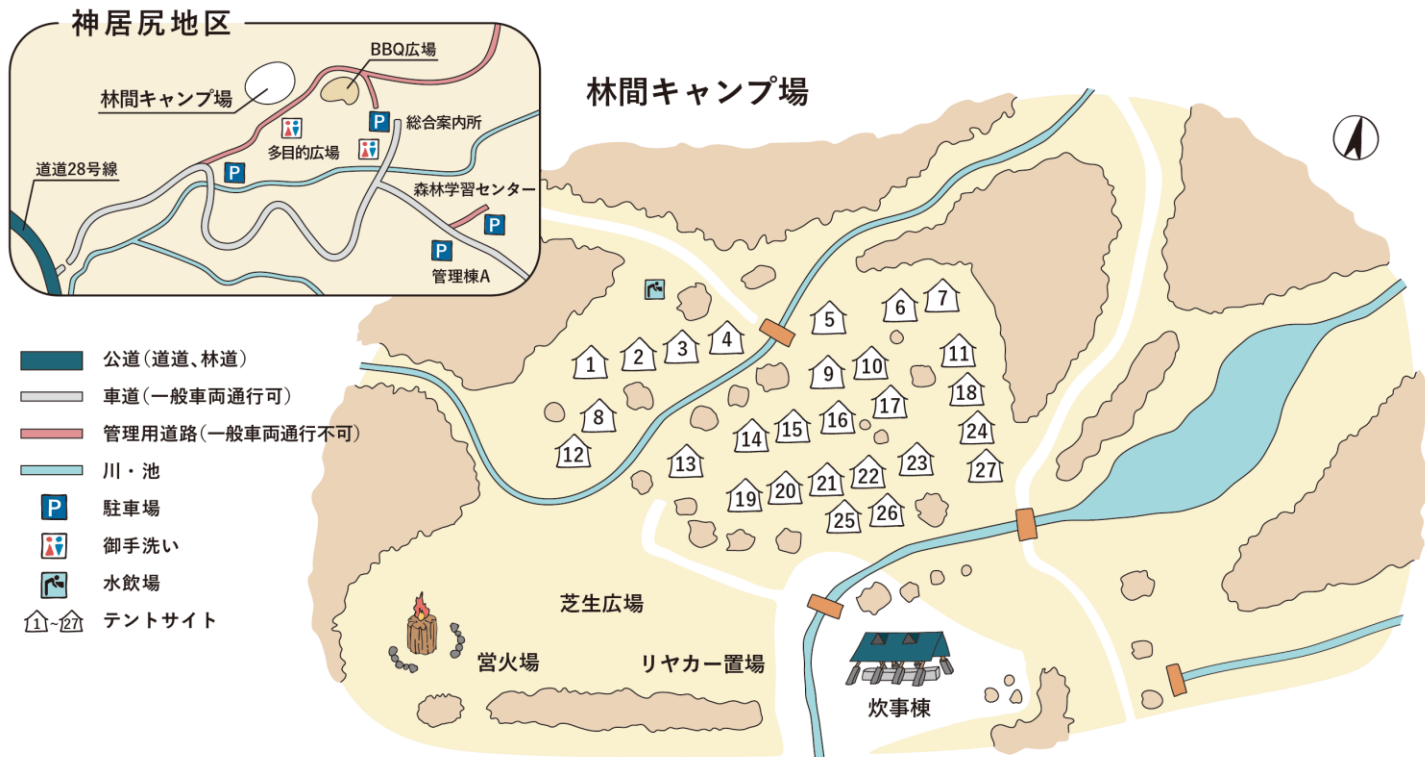 神居尻地区
BBQ広場
林間キャンプ場
P
総合案内所
多目的広場
道道28号線
P
森林学習センター
P
P
管理棟A
林間キャンプ場
公道(道道、林道)
車道(一般車両通行可)
管理用道路(一般車両通行不可)
川・池
P
駐車場
御手洗い
水飲場
1~27
テントサイト
1
2
3
4
5
6
7
8
9
10
11
12
13
14
15
16
17
18
19
20
21
22
23
24
25
26
27
芝生広場
営火場
リヤカー置場
炊事棟